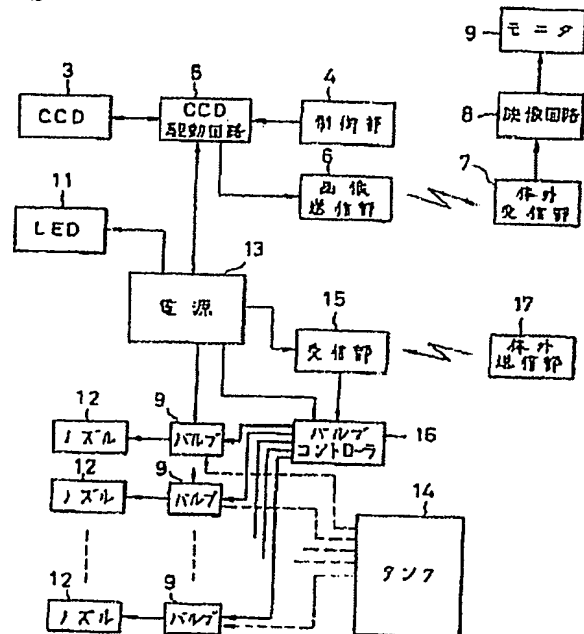 9
モニタ
3
5
4
8
CCD
CCD
駆動回路
制御部
映像回路
6
7
11
画像
送信部
体外
受信部
LED
13
15
17
電源
受信部
体外
送信部
12
9
ノズル
バルブ
バルブ
コントローラ
16
12
9
ノズル
バルブ
14
タンク
12
9
ノズル
バルブ